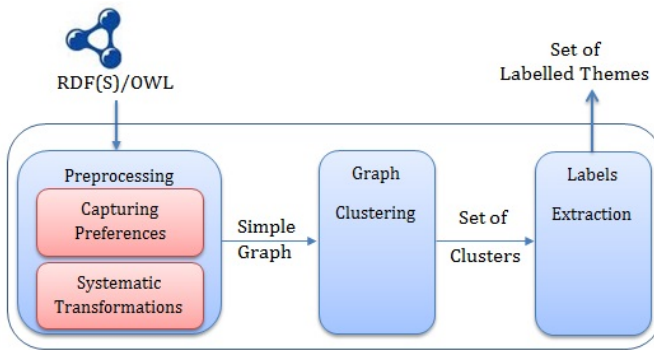 RDF(S)/OWL
Set of
Labelled Themes
Preprocessing
Capturing
Preferences
Systematic
Transformations
Simple
Graph
Graph
Clustering
Set of
Clusters
Labels
Extraction